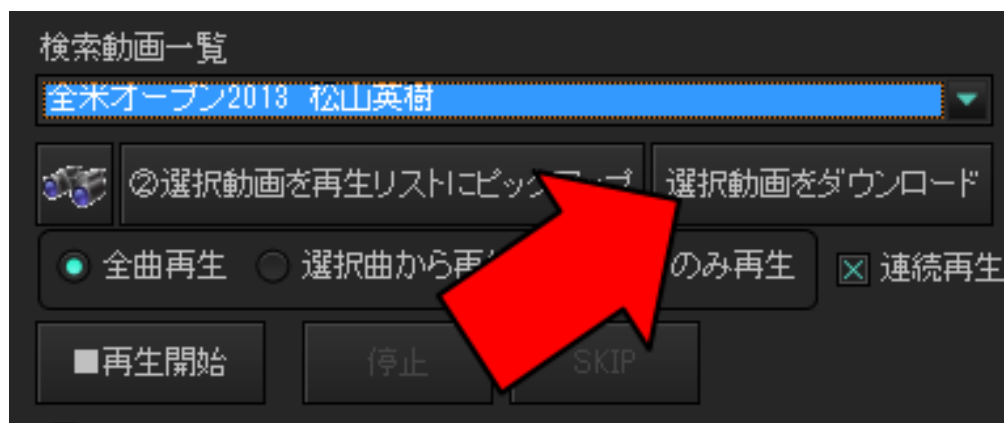 検索動画一覧
全米オープン2013 松山英樹
②選択動画を再生リストにピックアップ 選択動画をダウンロード
全曲再生 選択曲から再 のみ再生 連続再生
■再生開始 停止 SKIP